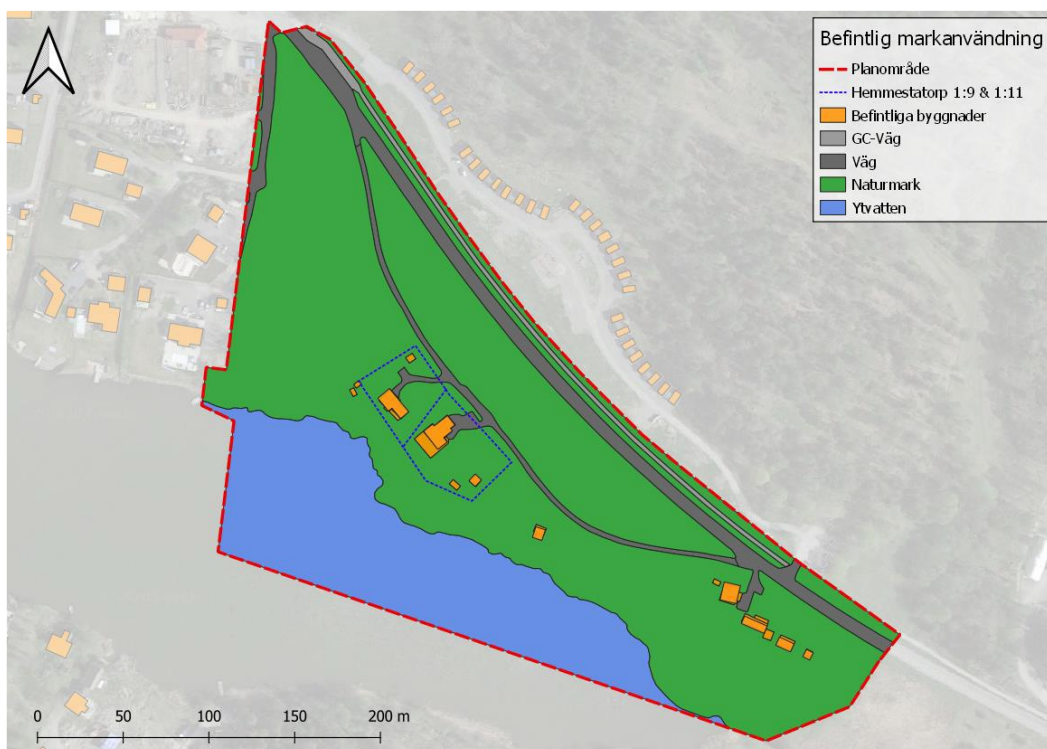 Befintlig markanvändning
Planområde
Hemmestatorp 1:9 & 1:11
Befintliga byggnader
GC-Väg
Väg
Naturmark
Ytvatten
0 50 100 150 200 m